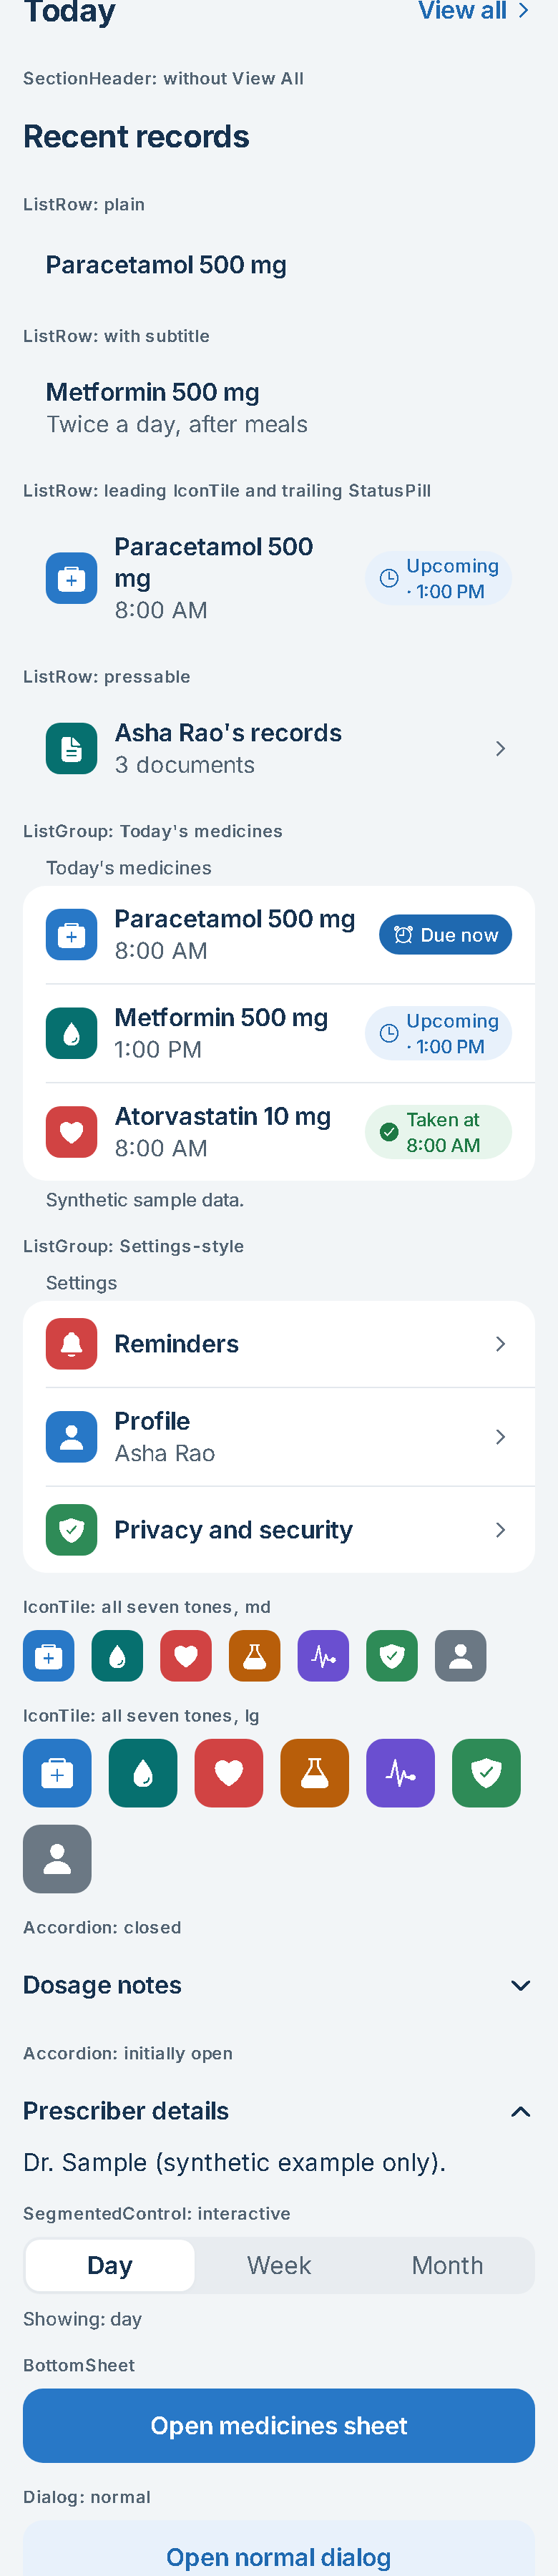 Today
View all
SectionHeader: without View All
Recent records
ListRow: plain
Paracetamol 500 mg
ListRow: with subtitle
Metformin 500 mg
Twice a day, after meals
ListRow: leading IconTile and trailing StatusPill
Paracetamol 500
mg
8:00 AM
Upcoming
· 1:00 PM
ListRow: pressable
Asha Rao's records
3 documents
ListGroup: Today's medicines
Today's medicines
Paracetamol 500 mg
8:00 AM
Due now
Metformin 500 mg
1:00 PM
Upcoming
· 1:00 PM
Atorvastatin 10 mg
8:00 AM
Taken at
8:00 AM
Synthetic sample data.
ListGroup: Settings-style
Settings
Reminders
Profile
Asha Rao
Privacy and security
IconTile: all seven tones, md
IconTile: all seven tones, lg
Accordion: closed
Dosage notes
Accordion: initially open
Prescriber details
Dr. Sample (synthetic example only).
SegmentedControl: interactive
Day
Week
Month
Showing: day
BottomSheet
Open medicines sheet
Dialog: normal
Open normal dialog